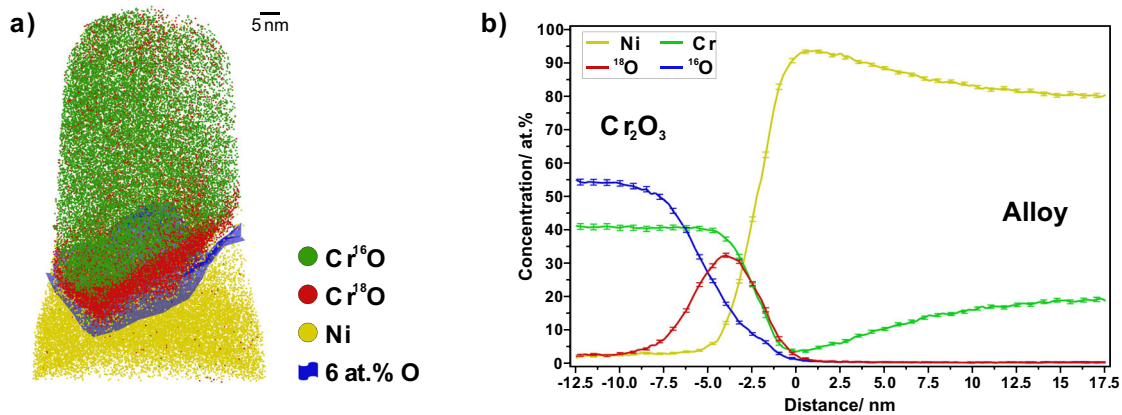 a)
5 nm
Cr¹⁶O
Cr¹⁸O
Ni
6 at.% O
b)
Ni Cr
¹⁸O ¹⁶O
Cr₂O₃
Alloy
Concentration/ at.%
100
90
80
70
60
50
40
30
20
10
0
-12.5 -10.0 -7.5 -5.0 -2.5 0 2.5 5.0 7.5 10.0 12.5 15.0 17.5
Distance/ nm